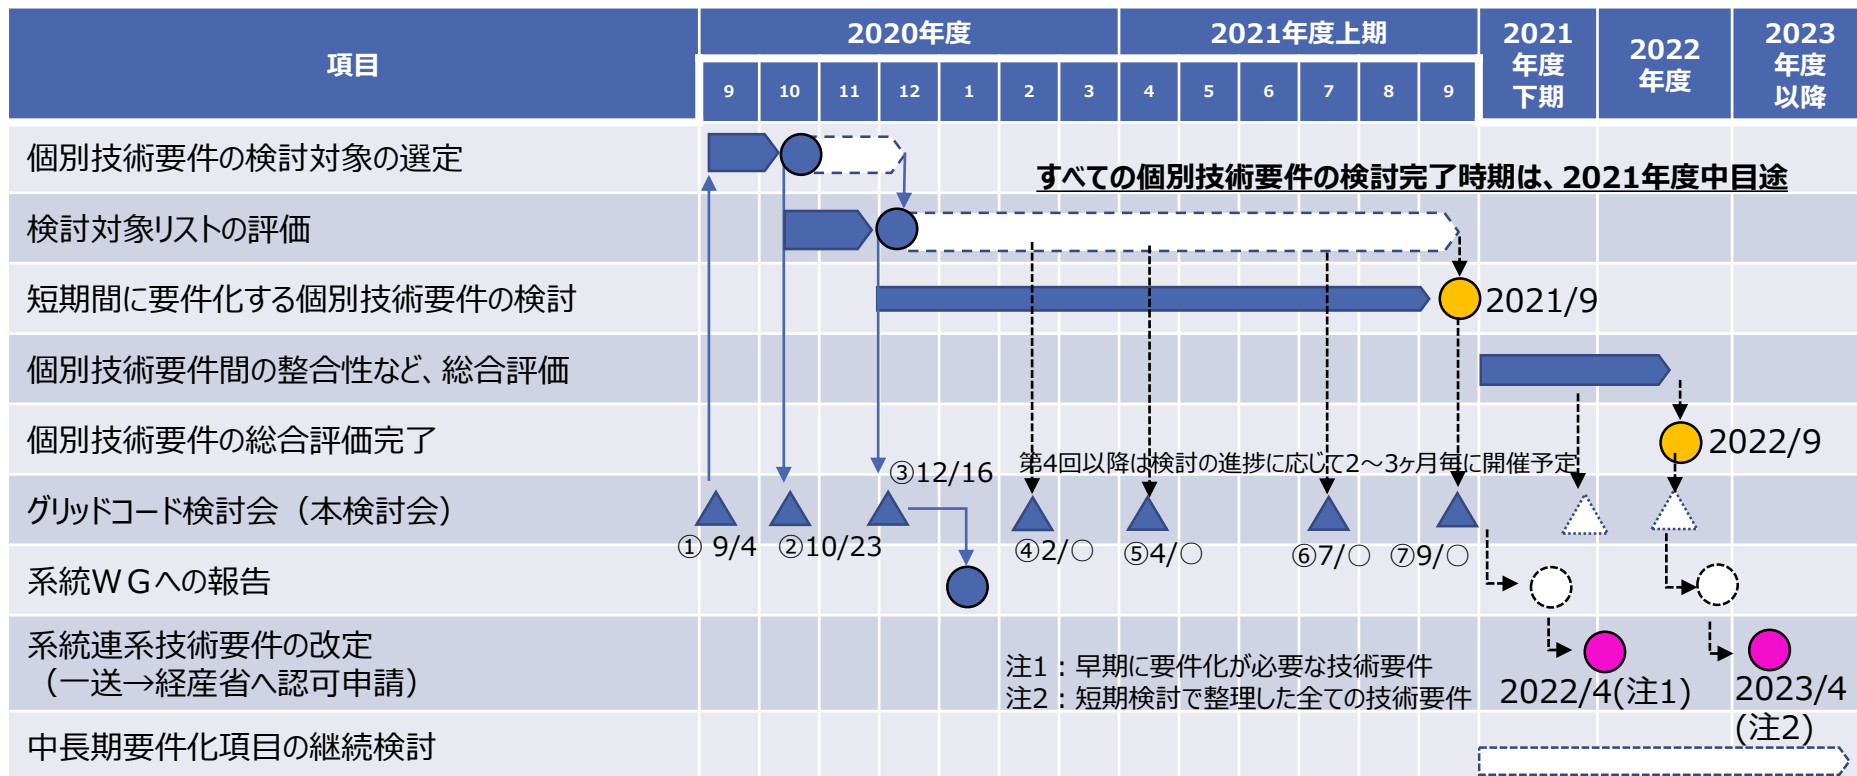 項目
2020年度
2021年度上期
2021
年度
下期
2022
年度
2023
年度
以降
9 10 11 12 1 2 3 4 5 6 7 8 9
個別技術要件の検討対象の選定
すべての個別技術要件の検討完了時期は、2021年度中目途
検討対象リストの評価
短期間に要件化する個別技術要件の検討
2021/9
個別技術要件間の整合性など、総合評価
個別技術要件の総合評価完了
2022/9
第4回以降は検討の進捗に応じて2～3ヶ月毎に開催予定
③12/16
グリッドコード検討会（本検討会）
① 9/4
②10/23
④2/〇
⑤4/〇
⑥7/〇
⑦9/〇
系統ＷＧへの報告
系統連系技術要件の改定
（一送→経産省へ認可申請）
注1：早期に要件化が必要な技術要件
注2：短期検討で整理した全ての技術要件
2022/4(注1)
2023/4
(注2)
中長期要件化項目の継続検討